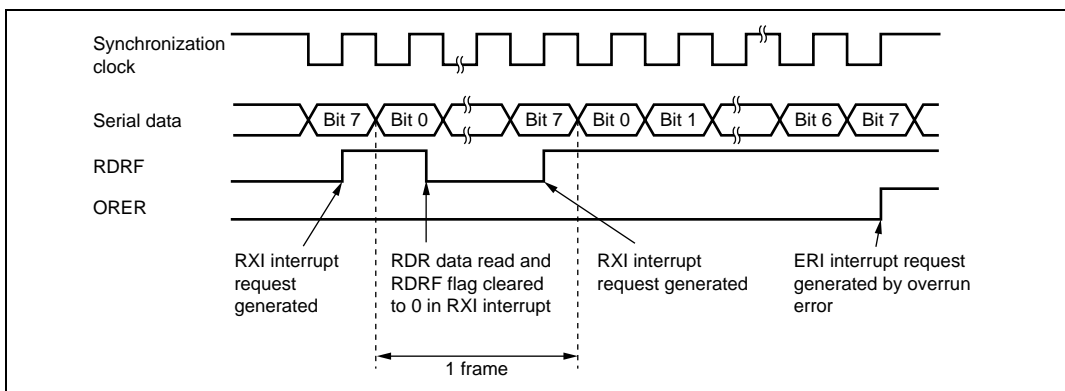 Synchronization
clock
Serial data
Bit 7 Bit 0 Bit 7 Bit 0 Bit 1 Bit 6 Bit 7
RDRF
ORER
RXI interrupt
request
generated
RDR data read and
RDRF flag cleared
to 0 in RXI interrupt
RXI interrupt
request generated
ERI interrupt request
generated by overrun
error
1 frame